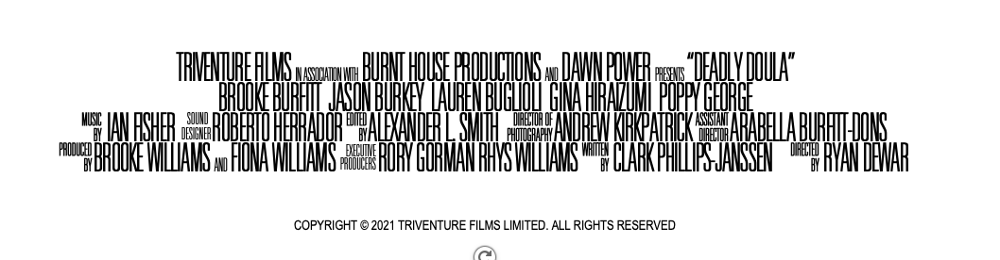 TRIVENTURE FILMS IN ASSOCIATION WITH BURNT HOUSE PRODUCTIONS AND DAWN POWER PRESENTS “DEADLY DOULA”
BROOKE BURFITT JASON BURKEY LAUREN BUGLIOLI GINA HIRAZUMI POPPY GEORGE
MUSIC BY IAN FISHER SOUND DESIGNER ROBERTO HERRADOR EDITED BY ALEXANDER L. SMITH DIRECTOR OF PHOTOGRAPHY ANDREW KIRKPATRICK ASSISTANT DIRECTOR ARABELLA BURFITT-DONS
PRODUCED BY BROOKE WILLIAMS AND FIONA WILLIAMS EXECUTIVE PRODUCERS RORY GORMAN RHYS WILLIAMS WRITTEN BY CLARK PHILLIPS-JANSSEN DIRECTED BY RYAN DEWAR
COPYRIGHT © 2021 TRIVENTURE FILMS LIMITED. ALL RIGHTS RESERVED